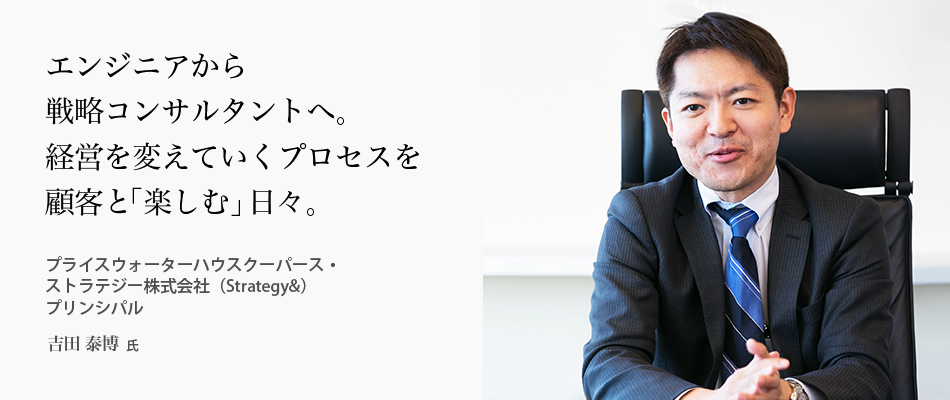 エンジニアから
戦略コンサルタントへ。
経営を変えていくプロセスを
顧客と「楽しむ」日々。
プライスウォーターハウスクーパース・
ストラテジー株式会社（Strategy&）
プリンシパル
吉田 泰博 氏